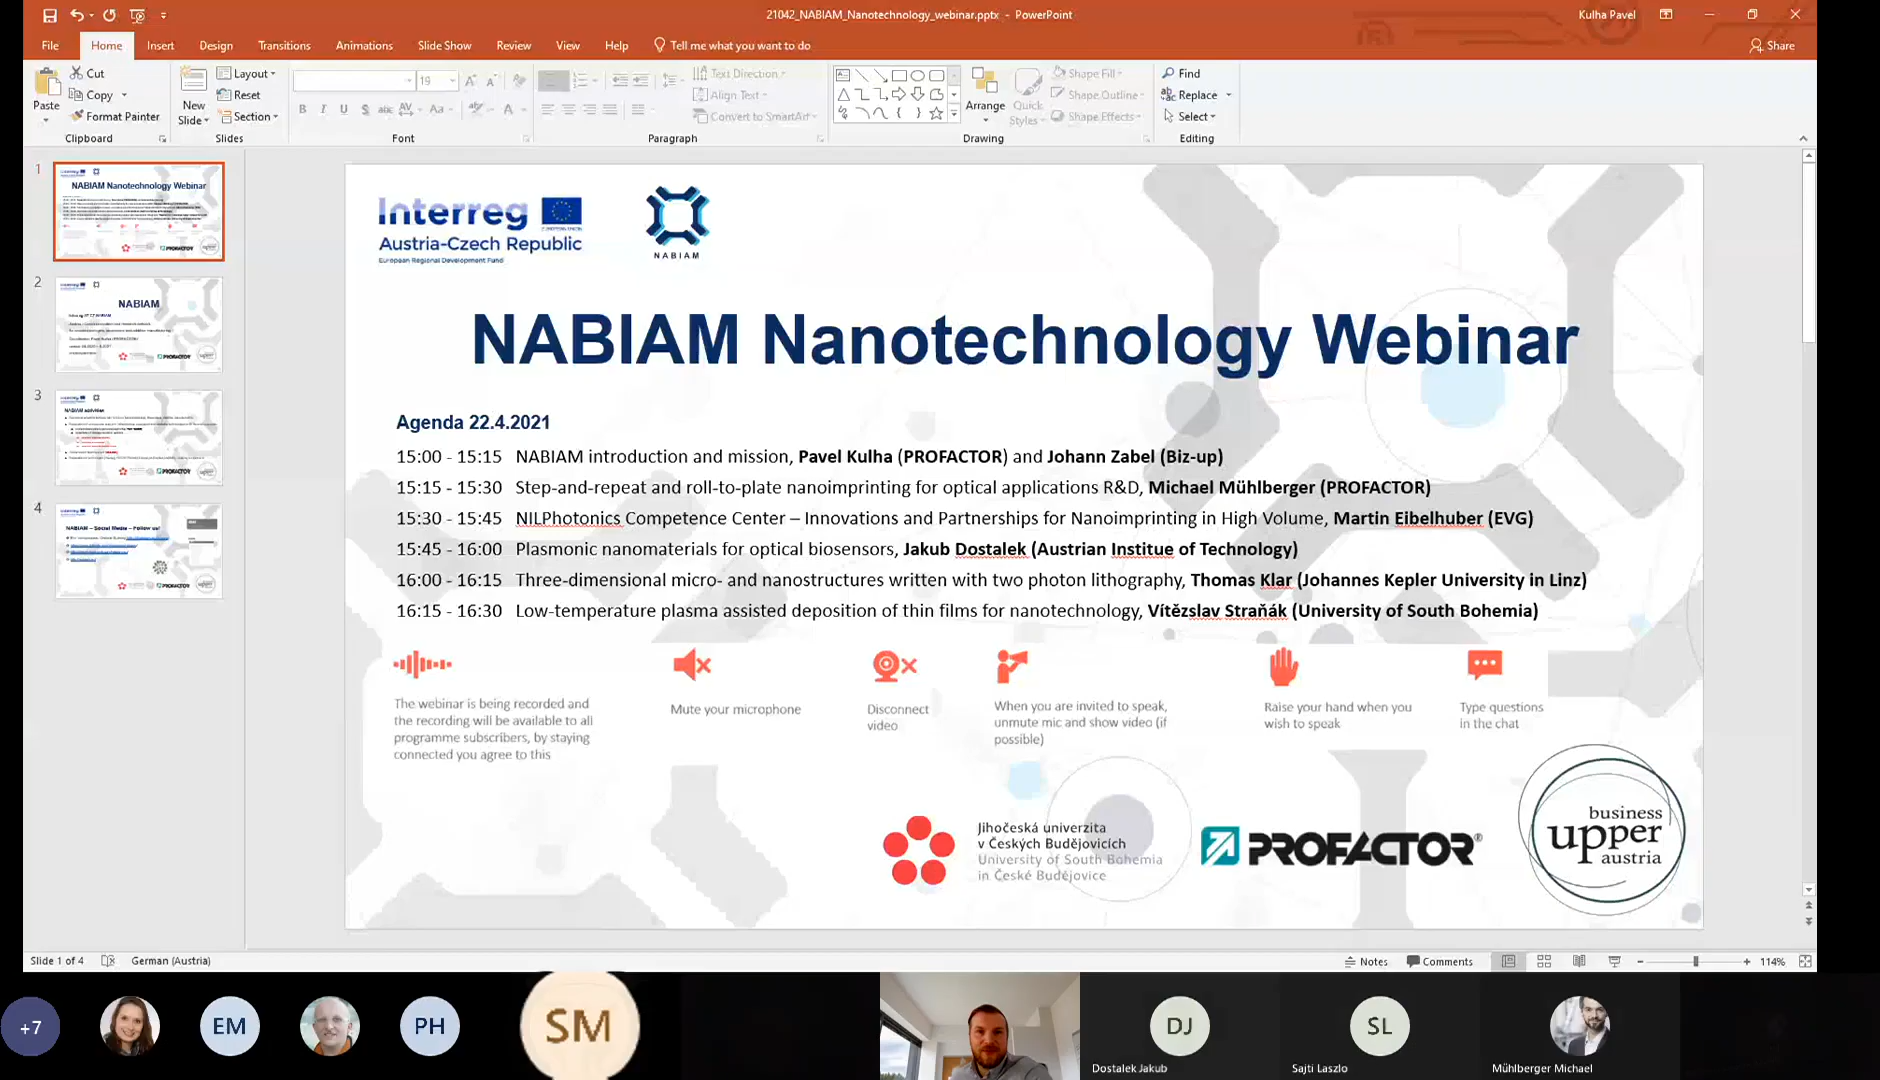 21042_NABIAM_Nanotechnology_webinar.pptx - PowerPoint
Kulha Pavel
File Home Insert Design Transitions Animations Slide Show Review View Help Tell me what you want to do
Share
Paste
Cut
Copy
Format Painter
Clipboard
New Slide
Layout
Reset
Section
Slides
19
Font
Text Direction
Align Text
Convert to SmartArt
Paragraph
Arrange
Quick Styles
Shape Fill
Shape Outline
Shape Effects
Drawing
Find
Replace
Select
Editing
1
NABIAM Nanotechnology Webinar
2
NABIAM
3
4
NABIAM – Social Media – Follow us!
Interreg
Austria-Czech Republic
European Regional Development Fund
NABIAM
NABIAM Nanotechnology Webinar
Agenda 22.4.2021
15:00 - 15:15 NABIAM introduction and mission, Pavel Kulha (PROFACTOR) and Johann Zabel (Biz-up)
15:15 - 15:30 Step-and-repeat and roll-to-plate nanoimprinting for optical applications R&D, Michael Mühlberger (PROFACTOR)
15:30 - 15:45 NILPhotonics Competence Center – Innovations and Partnerships for Nanoimprinting in High Volume, Martin Eibelhuber (EVG)
15:45 - 16:00 Plasmonic nanomaterials for optical biosensors, Jakub Dostalek (Austrian Institue of Technology)
16:00 - 16:15 Three-dimensional micro- and nanostructures written with two photon lithography, Thomas Klar (Johannes Kepler University in Linz)
16:15 - 16:30 Low-temperature plasma assisted deposition of thin films for nanotechnology, Vítězslav Straňák (University of South Bohemia)
The webinar is being recorded and
the recording will be available to all
programme subscribers, by staying
connected you agree to this
Mute your microphone
Disconnect
video
When you are invited to speak,
unmute mic and show video (if
possible)
Raise your hand when you
wish to speak
Type questions
in the chat
Jihočeská univerzita
v Českých Budějovicích
University of South Bohemia
in České Budějovice
PROFACTOR®
business
upper
austria
Slide 1 of 4
German (Austria)
Notes
Comments
114%
+7
EM
PH
SM
DJ
Dostalek Jakub
SL
Sajti Laszlo
Mühlberger Michael